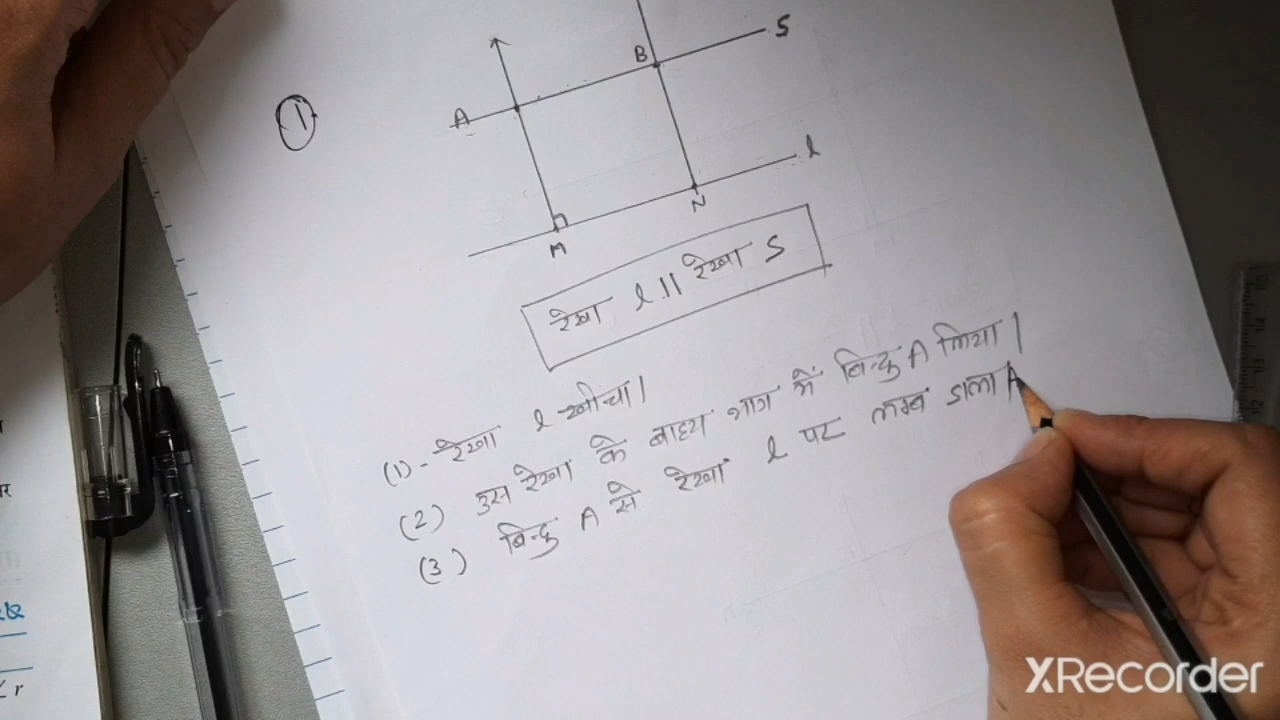 1
S
B
A
l
N
M
रेखा l || रेखा S
(1) - रेखा l खींचा।
(2) उस रेखा के बाह्य भाग में बिन्दु A लिया।
(3) बिन्दु A से रेखा l पर लम्ब डाला A
XRecorder